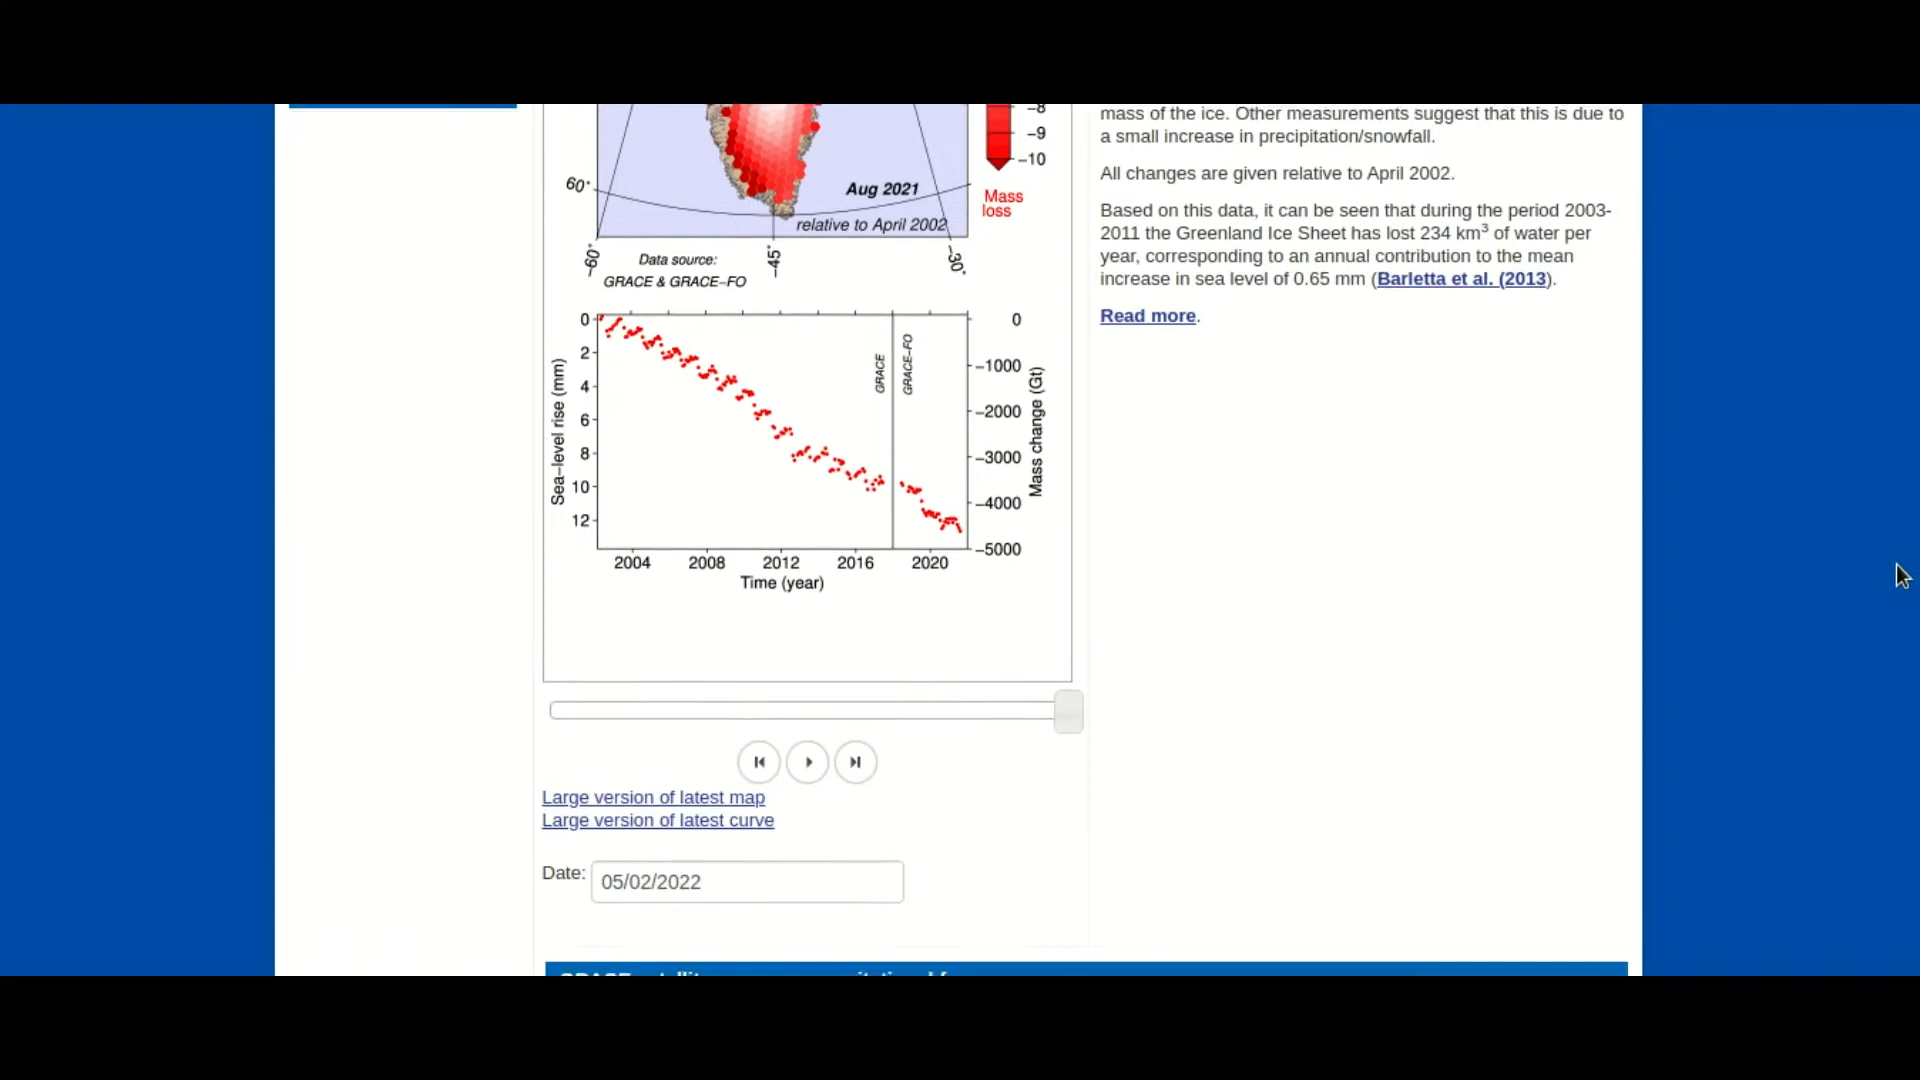 −8
−9
−10
Mass
loss
60°
Aug 2021
relative to April 2002
−60°
−45°
−30°
Data source:
GRACE & GRACE−FO
0
2
4
6
8
10
12
Sea−level rise (mm)
GRACE
GRACE−FO
0
−1000
−2000
−3000
−4000
−5000
Mass change (Gt)
2004 2008 2012 2016 2020
Time (year)
Large version of latest map
Large version of latest curve
Date: 05/02/2022
mass of the ice. Other measurements suggest that this is due to
a small increase in precipitation/snowfall.
All changes are given relative to April 2002.
Based on this data, it can be seen that during the period 2003-
2011 the Greenland Ice Sheet has lost 234 km³ of water per
year, corresponding to an annual contribution to the mean
increase in sea level of 0.65 mm (Barletta et al. (2013).
Read more.